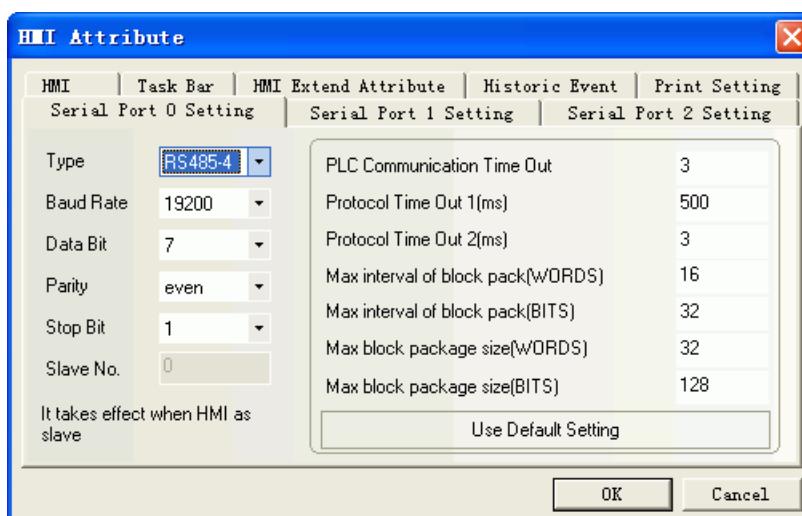 HMI Attribute
HMI Task Bar HMI Extend Attribute Historic Event Print Setting
Serial Port 0 Setting Serial Port 1 Setting Serial Port 2 Setting
Type RS485-4
Baud Rate 19200
Data Bit 7
Parity even
Stop Bit 1
Slave No. 0
It takes effect when HMI as
slave
PLC Communication Time Out 3
Protocol Time Out 1(ms) 500
Protocol Time Out 2(ms) 3
Max interval of block pack(WORDS) 16
Max interval of block pack(BITS) 32
Max block package size(WORDS) 32
Max block package size(BITS) 128
Use Default Setting
OK Cancel